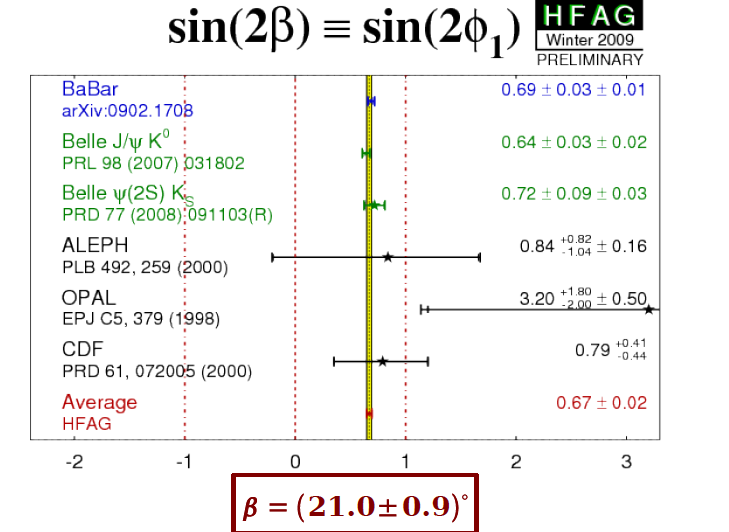 sin(2β) ≡ sin(2ϕ₁)
HFAG
Winter 2009
PRELIMINARY
BaBar
arXiv:0902.1708
0.69 ± 0.03 ± 0.01
Belle J/ψ K⁰
PRL 98 (2007) 031802
0.64 ± 0.03 ± 0.02
Belle ψ(2S) K_S
PRD 77 (2008) 091103(R)
0.72 ± 0.09 ± 0.03
ALEPH
PLB 492, 259 (2000)
0.84 +0.82 -1.04 ± 0.16
OPAL
EPJ C5, 379 (1998)
3.20 +1.80 -2.00 ± 0.50
CDF
PRD 61, 072005 (2000)
0.79 +0.41 -0.44
Average
HFAG
0.67 ± 0.02
-2 -1 0 1 2 3
β = (21.0±0.9)°